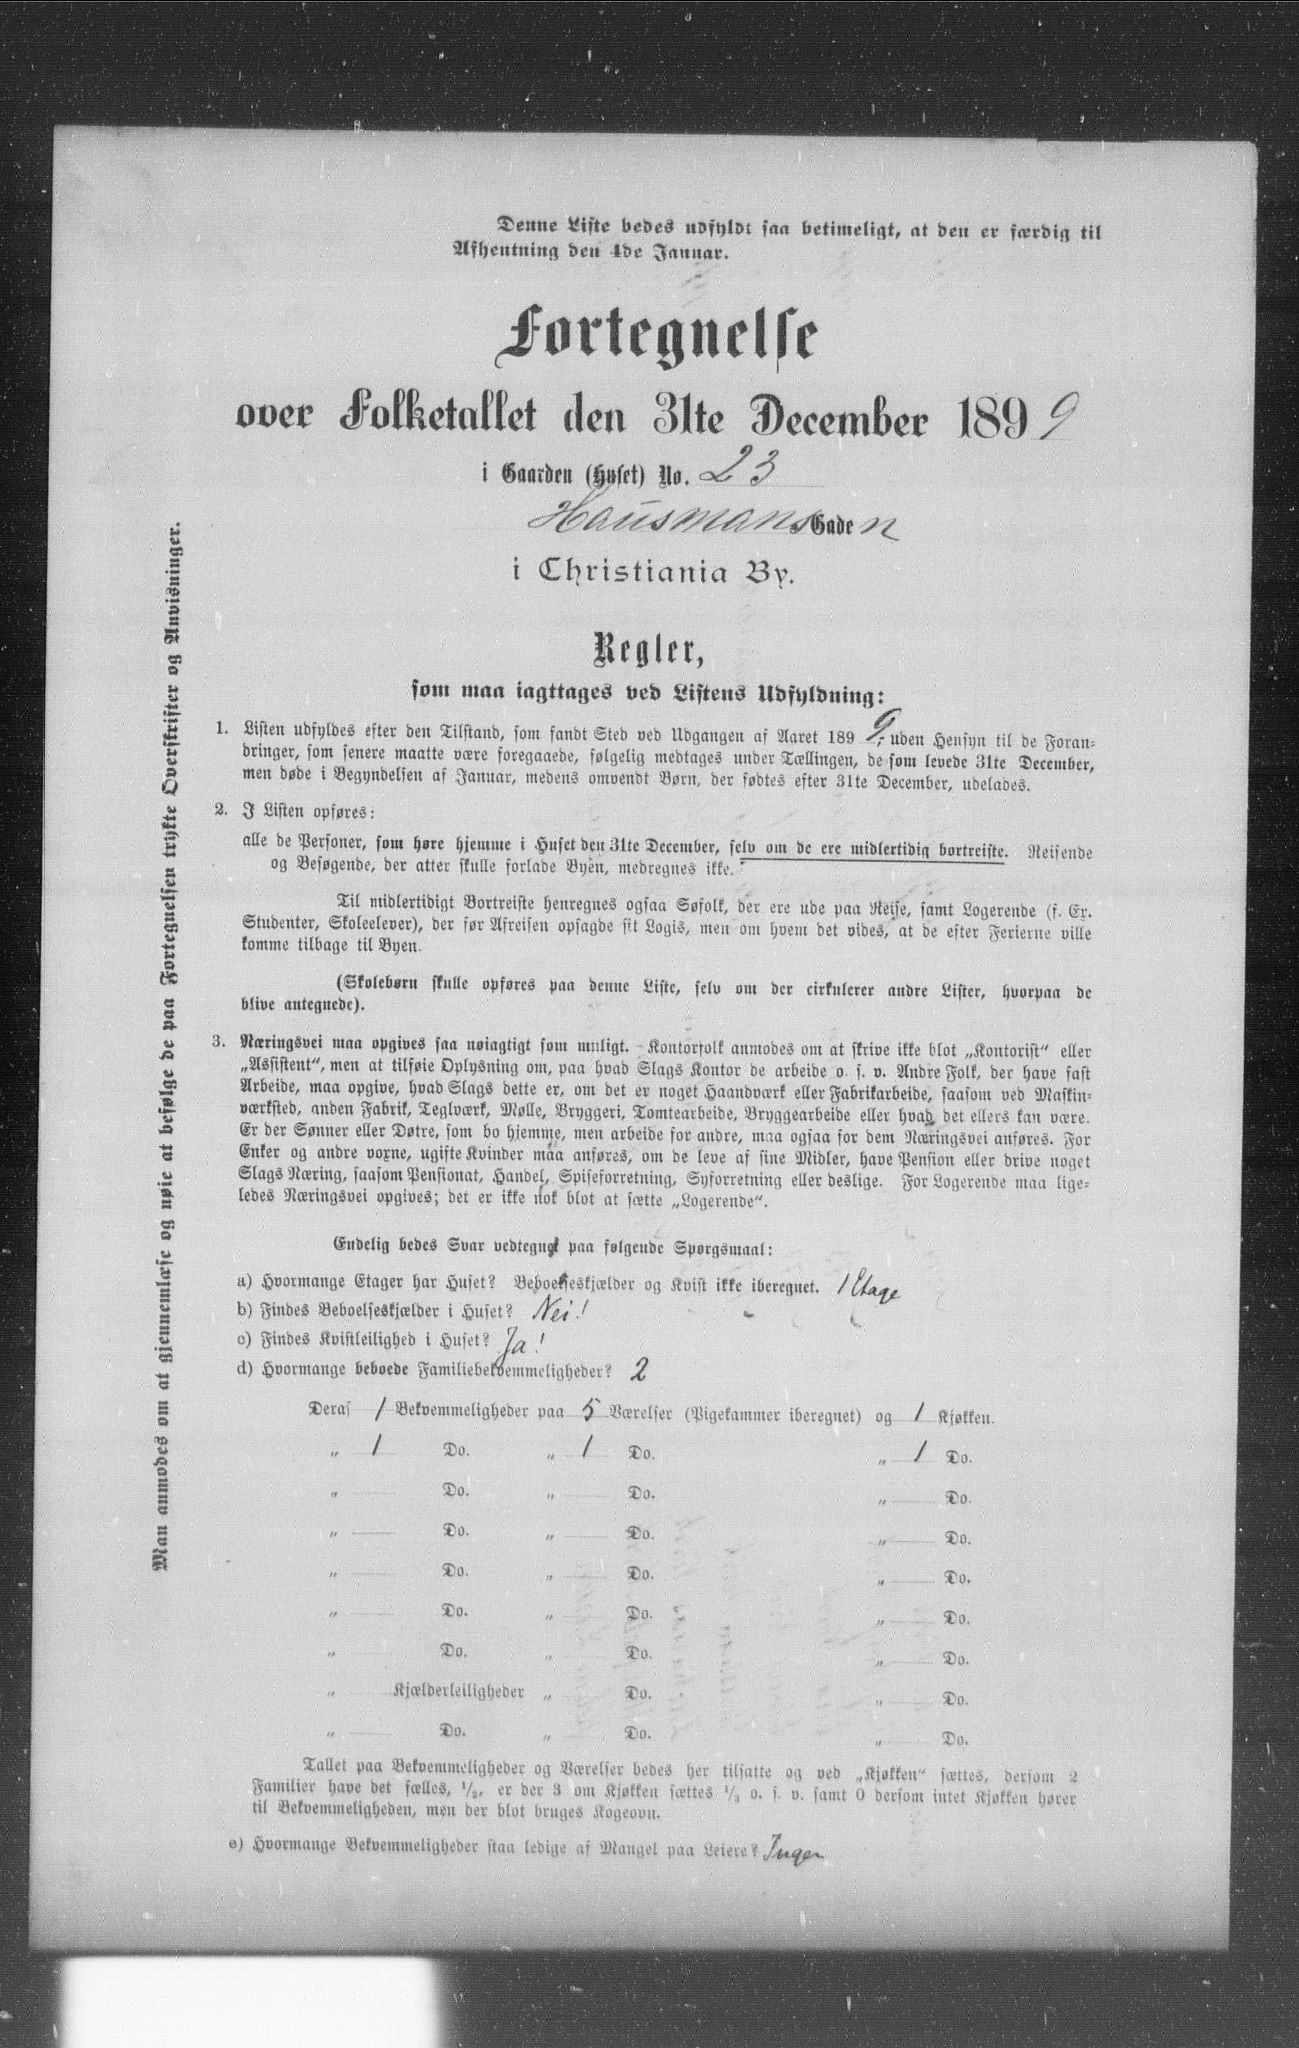 Denne Liste bedes udfyldt saa betimeligt, at den er færdig til
Afhentning den 4de Januar.
Fortegnelse
over Folketallet den 31te December 1899
i Gaarden (Huset) No. 23
Hausmans Gaden
i Christiania By.
Regler,
som maa iagttages ved Listens Udfyldning:
1. Listen udfyldes efter den Tilstand, som fandt Sted ved Udgangen af Aaret 1899, uden Hensyn til de Foran-
dringer, som senere maatte være foregaaede, følgelig medtages under Tællingen, de som levede 31te December,
men døde i Begyndelsen af Januar, medens omvendt Børn, der fødtes efter 31te December, udelades.
2. I Listen opføres:
alle de Personer, som høre hjemme i Huset den 31te December, selv om de ere midlertidig bortreiste. Reisende
og Besøgende, der atter skulle forlade Byen, medregnes ikke.
Til midlertidigt Bortreiste henregnes ogsaa Søfolk, der ere ude paa Reise, samt Logerende (f. Ex.
Studenter, Skoleelever), der før Afreisen opsagde sit Logis, men om hvem det vides, at de efter Ferierne ville
komme tilbage til Byen.
(Skolebørn skulle opføres paa denne Liste, selv om der cirkulerer andre Lister, hvorpaa de
blive antegnede).
3. Næringsvei maa opgives saa nøiagtigt som muligt. Kontorfolk anmodes om at skrive ikke blot „Kontorist“ eller
„Assistent“, men at tilføie Oplysning om, paa hvad Slags Kontor de arbeide o. s. v. Andre Folk, der have fast
Arbeide, maa opgive, hvad Slags dette er, om det er noget Haandværk eller Fabrikarbeide, saasom ved Maskin-
værksted, anden Fabrik, Teglværk, Mølle, Bryggeri, Tomtearbeide, Bryggearbeide eller hvad det ellers kan være.
Er der Sønner eller Døtre, som bo hjemme, men arbeide for andre, maa ogsaa for dem Næringsvei anføres. For
Enker og andre voxne, ugifte Kvinder maa anføres, om de leve af sine Midler, have Pension eller drive noget
Slags Næring, saasom Pensionat, Handel, Spiseforretning, Syforretning eller deslige. For Logerende maa lige-
ledes Næringsvei opgives; det er ikke nok blot at sætte „Logerende“.
Endelig bedes Svar vedtegnet paa følgende Spørgsmaal:
a) Hvormange Etager har Huset? Beboelseskjælder og Kvist ikke iberegnet. 1 Etage
b) Findes Beboelseskjælder i Huset? Nei!
c) Findes Kvistleilighed i Huset? Ja!
d) Hvormange beboede Familiebekvemmeligheder? 2
Deraf 1 Bekvemmeligheder paa 5 Værelser (Pigekammer iberegnet) og 1 Kjøkken.
„ 1 Do. „ 1 Do. „ 1 Do.
„ Do. „ Do. „ Do.
„ Do. „ Do. „ Do.
„ Do. „ Do. „ Do.
„ Do. „ Do. „ Do.
„ Do. „ Do. „ Do.
„ Kjælderleiligheder „ Do. „ Do.
„ Do. „ Do. „ Do.
Tallet paa Bekvemmeligheder og Værelser bedes her tilsatte og ved „Kjøkken“ sættes, dersom 2
Familier have det fælles, 1/2, er der 3 om Kjøkken sættes 1/3 o. s. v. samt 0 dersom intet Kjøkken hører
til Bekvemmeligheden, men der blot bruges Kogeovn.
e) Hvormange Bekvemmeligheder staa ledige af Mangel paa Leiere? Ingen
Man anmodes om at gjennemlæse og nøie at befølge de paa Fortegnelsen trykte Overskrifter og Anvisninger.